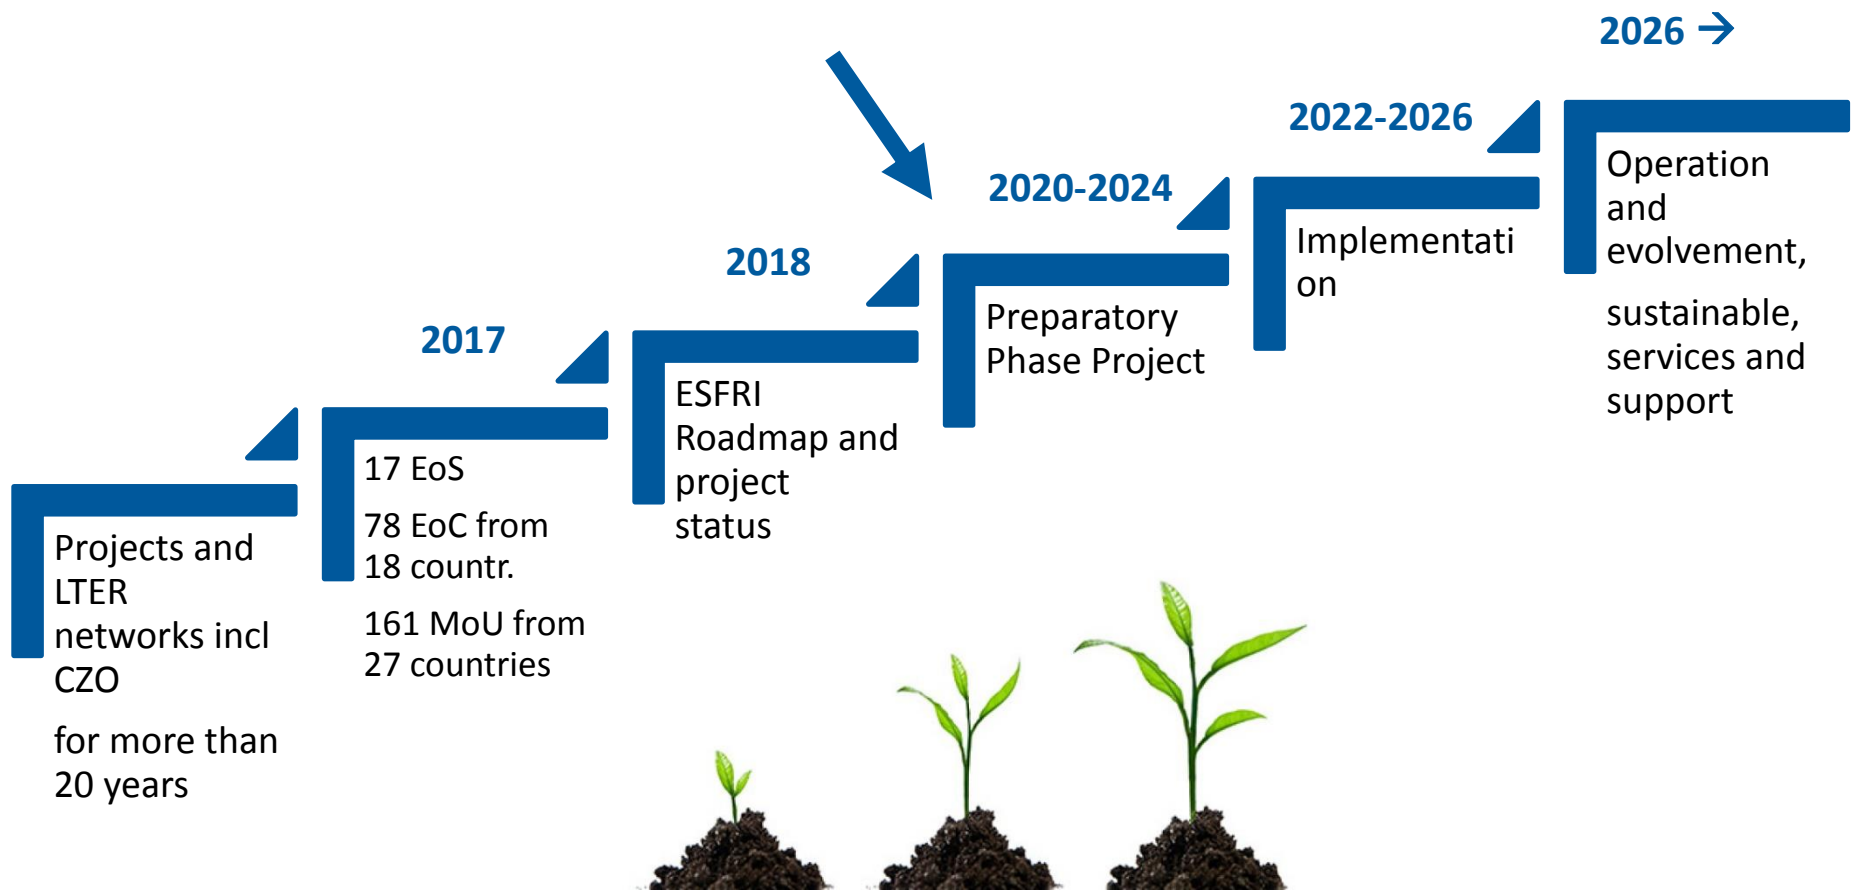 Projects and
LTER
networks incl
CZO
for more than
20 years
2017
17 EoS
78 EoC from
18 countr.
161 MoU from
27 countries
2018
ESFRI
Roadmap and
project
status
2020-2024
Preparatory
Phase Project
2022-2026
Implementati
on
2026 →
Operation
and
evolvement,
sustainable,
services and
support